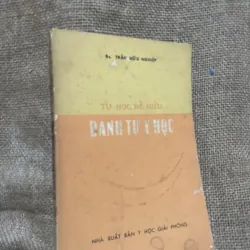 Bs. TRẦN HỮU NGHIỆP
TỰ HỌC ĐỂ HIỂU
DANH TỪ Y HỌC
NHÀ XUẤT BẢN Y HỌC GIẢI PHÓNG